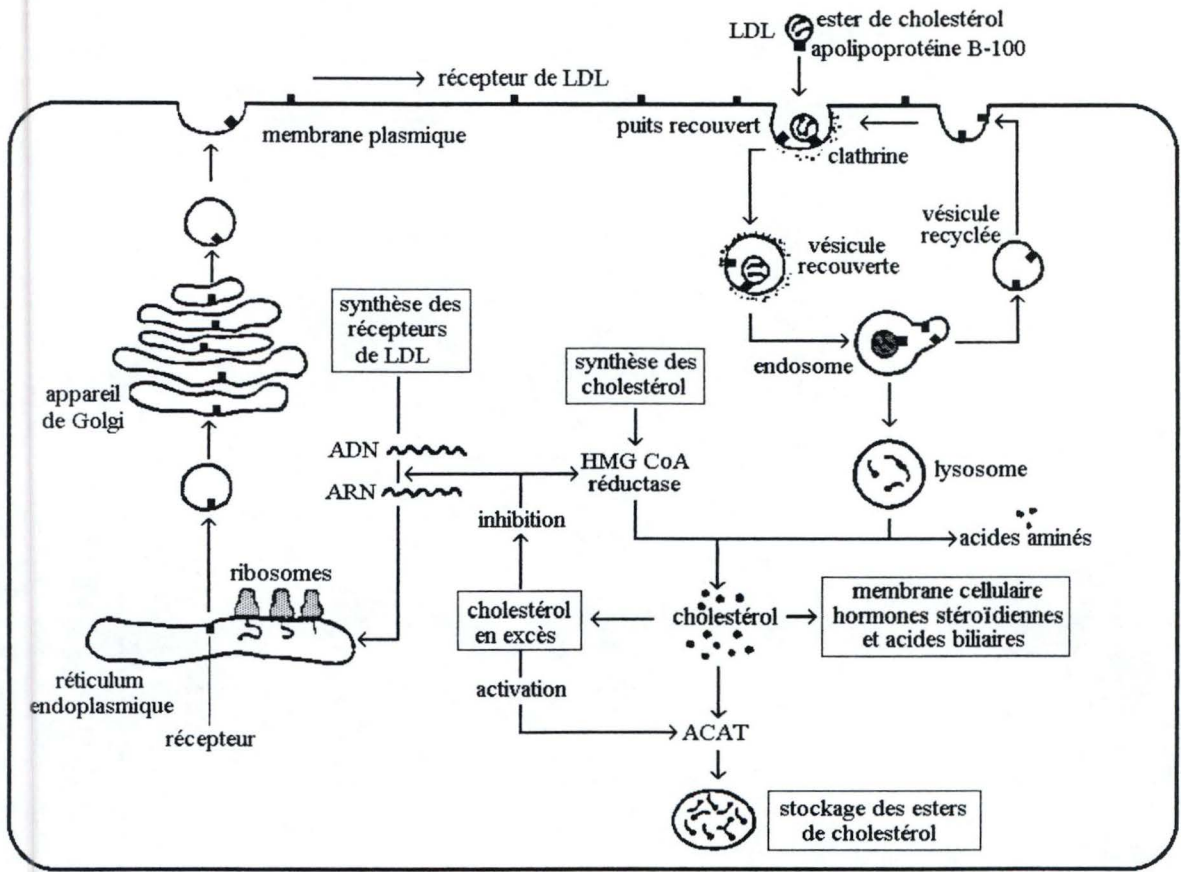 LDL
ester de cholestérol
apolipoprotéine B-100
récepteur de LDL
membrane plasmique
puits recouvert
clathrine
vésicule
recouverte
vésicule
recyclée
endosome
lysosome
acides aminés
appareil
de Golgi
synthèse des
récepteurs
de LDL
ADN
ARN
synthèse des
cholestérol
HMG CoA
réductase
inhibition
ribosomes
cholestérol
en excès
cholestérol
membrane cellulaire
hormones stéroïdiennes
et acides biliaires
réticulum
endoplasmique
récepteur
activation
ACAT
stockage des esters
de cholestérol